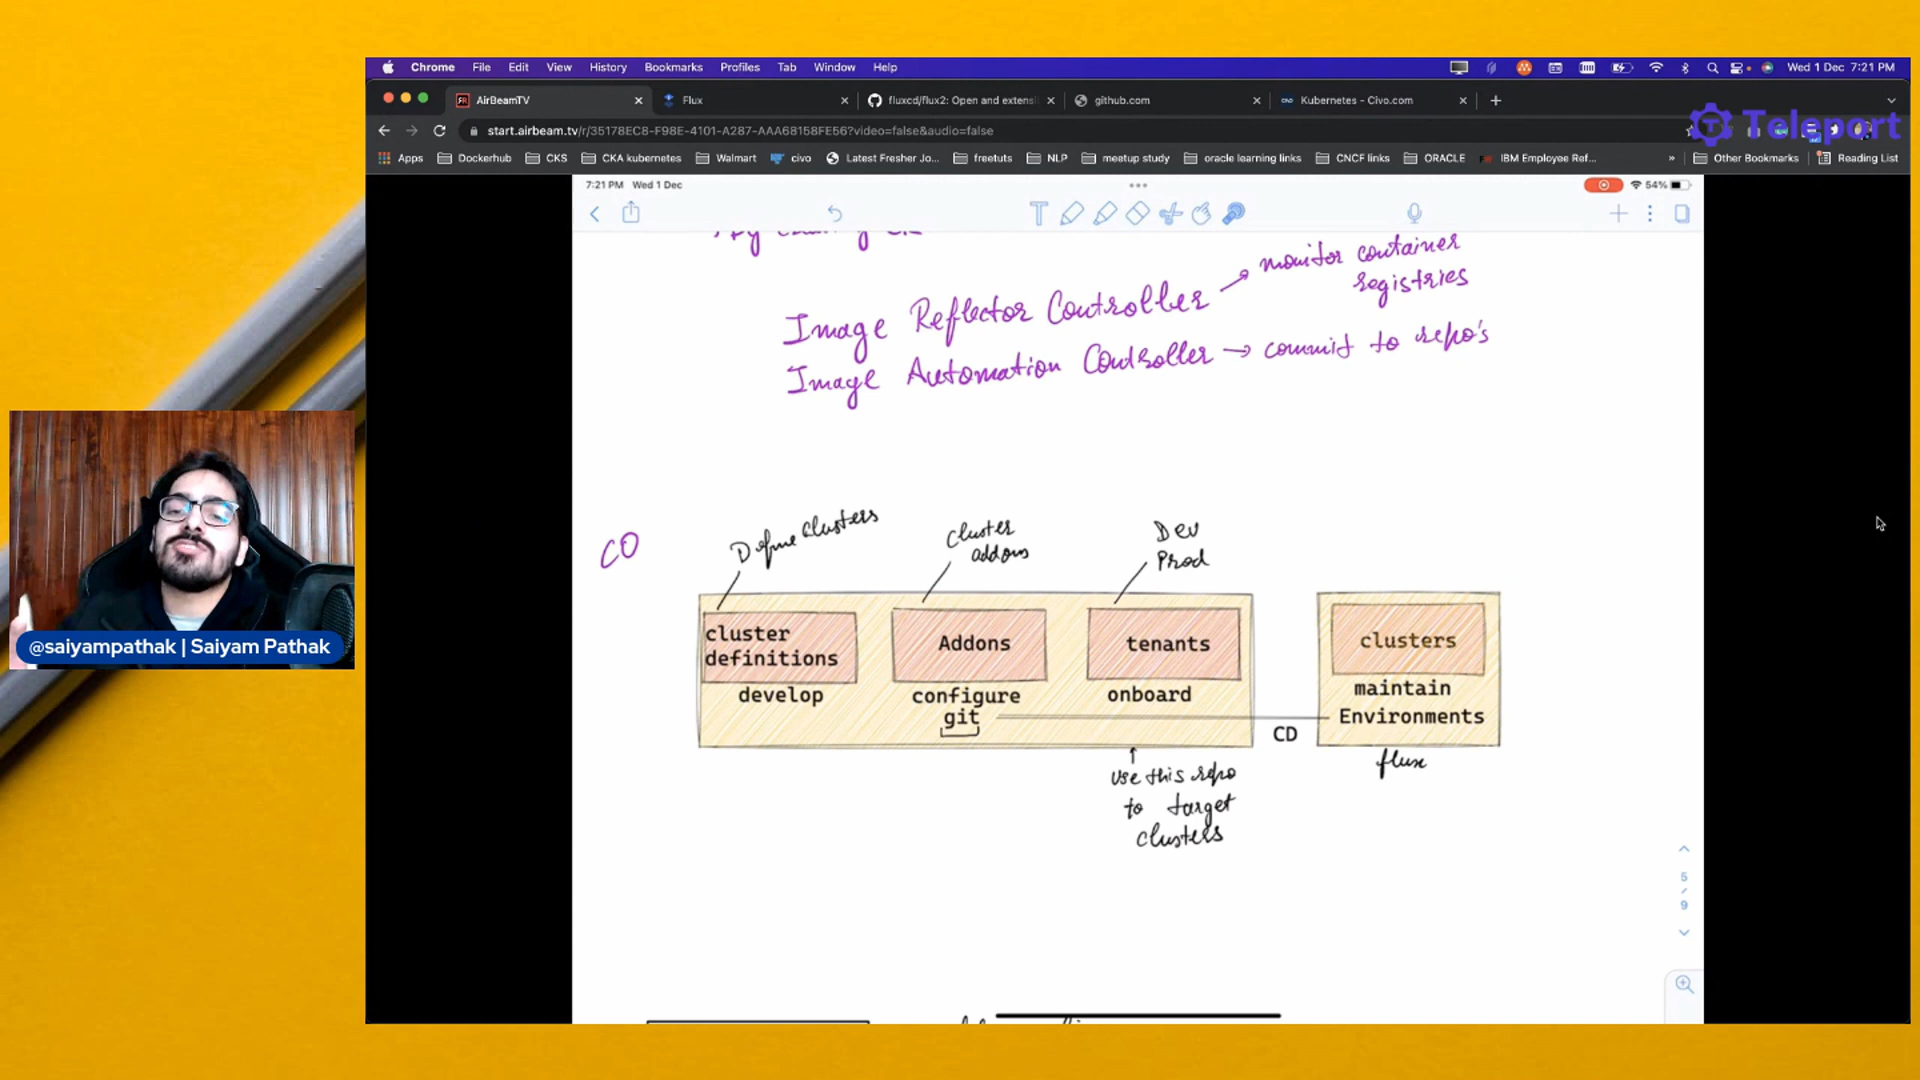 Chrome File Edit View History Bookmarks Profiles Tab Window Help
Wed 1 Dec 7:21 PM
AirBeamTV
Flux
fluxcd/flux2: Open and extensi
github.com
Kubernetes - Civo.com
start.airbeam.tv/r/35178EC8-F98E-4101-A287-AAA68158FE56?video=false&audio=false
Teleport
Apps Dockerhub CKS CKA kubernetes Walmart civo Latest Fresher Jo... freetuts NLP meetup study oracle learning links CNCF links ORACLE IBM Employee Ref... » Other Bookmarks Reading List
7:21 PM Wed 1 Dec
54%
monitor container
registries
Image Reflector Controller
Image Automation Controller → commit to repo's
Define Clusters
Cluster
addons
Dev
Prod
cluster
definitions
develop
Addons
configure
git
tenants
onboard
CD
clusters
maintain
Environments
flux
use this repo
to target
clusters
5
/
9
@saiyampathak | Saiyam Pathak